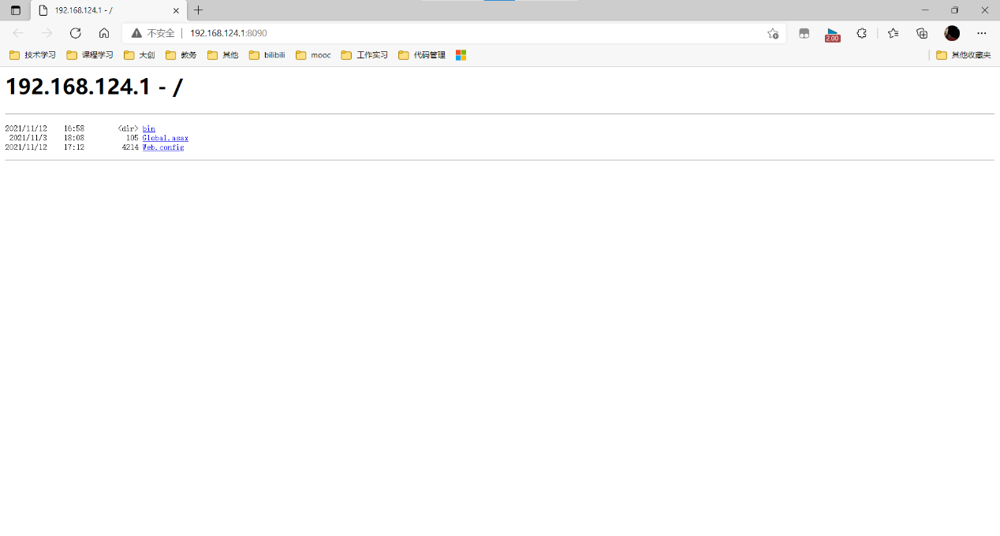 192.168.124.1 - /
不安全 192.168.124.1:8090
2.00
技术学习 课程学习 大创 教务 其他 bilibili mooc 工作实习 代码管理 其他收藏夹
192.168.124.1 - /
2021/11/12 16:58 <dir> bin
2021/11/3 18:08 105 Global.asax
2021/11/12 17:12 4214 Web.config